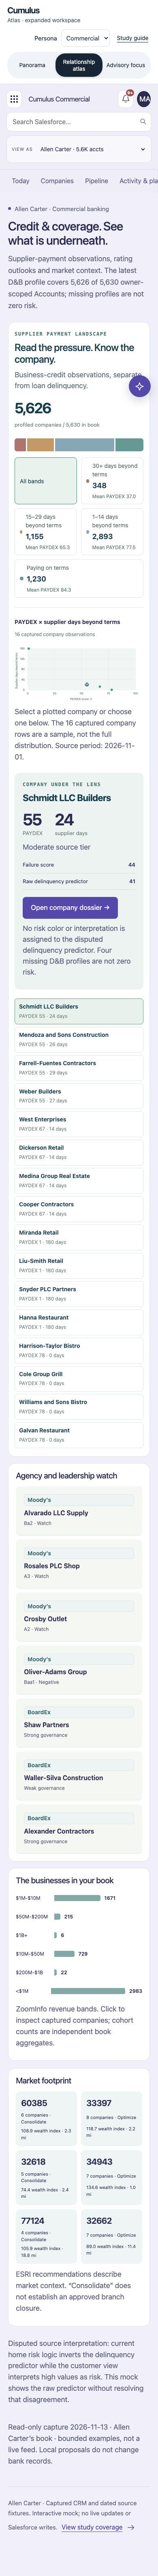 Cumulus
Atlas · expanded workspace
Persona
Commercial
Study guide
Panorama
Relationship
atlas
Advisory focus
Cumulus Commercial
9+
MA
Search Salesforce...
VIEW AS
Allen Carter · 5.6K accts
Today
Companies
Pipeline
Activity & pla
Allen Carter · Commercial banking
Credit & coverage. See
what is underneath.
Supplier-payment observations, rating
outlooks and market context. The latest
D&B profile covers 5,626 of 5,630 owner-
scoped Accounts; missing profiles are not
zero risk.
SUPPLIER PAYMENT LANDSCAPE
Read the pressure. Know the
company.
Business-credit observations, separate
from loan delinquency.
5,626
profiled companies / 5,630 in book
All bands
30+ days beyond
terms
348
Mean PAYDEX 37.0
15–29 days
beyond terms
1,155
Mean PAYDEX 65.3
1–14 days
beyond terms
2,893
Mean PAYDEX 77.5
Paying on terms
1,230
Mean PAYDEX 84.3
PAYDEX × supplier days beyond terms
16 captured company observations
Select a plotted company or choose
one below. The 16 captured company
rows are a sample, not the full
distribution. Source period: 2026-11-
01.
COMPANY UNDER THE LENS
Schmidt LLC Builders
55
PAYDEX
24
supplier days
Moderate source tier
Failure score
44
Raw delinquency predictor
41
Open company dossier →
No risk color or interpretation is
assigned to the disputed
delinquency predictor. Four
missing D&B profiles are not zero
risk.
Schmidt LLC Builders
PAYDEX 55 · 24 days
Mendoza and Sons Construction
PAYDEX 55 · 26 days
Farrell-Fuentes Contractors
PAYDEX 55 · 29 days
Weber Builders
PAYDEX 55 · 27 days
West Enterprises
PAYDEX 67 · 14 days
Dickerson Retail
PAYDEX 67 · 14 days
Medina Group Real Estate
PAYDEX 67 · 14 days
Cooper Contractors
PAYDEX 67 · 14 days
Miranda Retail
PAYDEX 1 · 180 days
Liu-Smith Retail
PAYDEX 1 · 180 days
Snyder PLC Partners
PAYDEX 1 · 180 days
Hanna Restaurant
PAYDEX 1 · 180 days
Harrison-Taylor Bistro
PAYDEX 78 · 0 days
Cole Group Grill
PAYDEX 78 · 0 days
Williams and Sons Bistro
PAYDEX 78 · 0 days
Galvan Restaurant
PAYDEX 78 · 0 days
Agency and leadership watch
Moody's
Alvarado LLC Supply
Ba2 · Watch
Moody's
Rosales PLC Shop
A3 · Watch
Moody's
Crosby Outlet
A2 · Watch
Moody's
Oliver-Adams Group
Baa1 · Negative
BoardEx
Shaw Partners
Strong governance
BoardEx
Waller-Silva Construction
Weak governance
BoardEx
Alexander Contractors
Strong governance
The businesses in your book
$1M-$10M
1671
$50M-$200M
215
$1B+
6
$10M-$50M
729
$200M-$1B
22
<$1M
2983
ZoomInfo revenue bands. Click to
inspect captured companies; cohort
counts are independent book
aggregates.
Market footprint
60385
6 companies ·
Consolidate
108.9 wealth index · 2.0
mi
33397
8 companies · Optimize
118.7 wealth index · 2.2
mi
32618
5 companies ·
Consolidate
74.4 wealth index · 2.4
mi
34943
7 companies · Optimize
134.6 wealth index · 1.0
mi
77124
4 companies ·
Consolidate
105.9 wealth index ·
18.8 mi
32662
7 companies · Optimize
99.0 wealth index · 11.4
mi
ESRI recommendations describe
market context. “Consolidate” does
not establish an approved branch
closure.
Disputed source interpretation: current
home risk logic inverts the delinquency
predictor while the customer view
interprets high values as risk. This mock
shows the raw predictor without resolving
that disagreement.
Read-only capture 2026-11-13 · Allen
Carter's book · bounded examples, not a
live feed. Local proposals do not change
bank records.
Allen Carter · Captured CRM and dated source
fixtures. Interactive mock; no live updates or
Salesforce writes.
View study coverage →